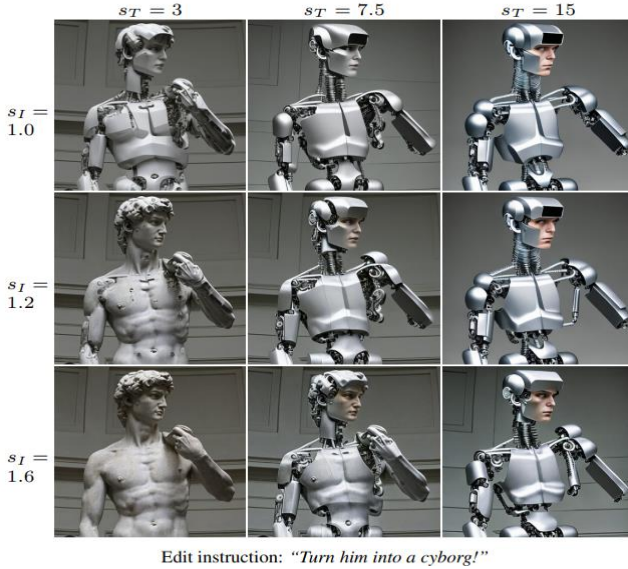 s_T = 3 s_T = 7.5 s_T = 15
s_I =
1.0
s_I =
1.2
s_I =
1.6
Edit instruction: “Turn him into a cyborg!”